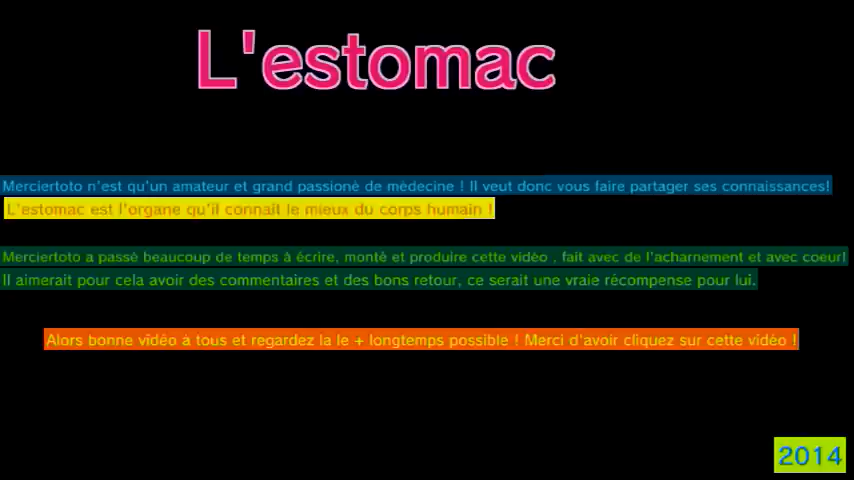 L'estomac
Merciertoto n'est qu'un amateur et grand passioné de médecine ! Il veut donc vous faire partager ses connaissances!
L'estomac est l'organe qu'il connaît le mieux du corps humain !
Merciertoto a passé beaucoup de temps à écrire, monté et produire cette vidéo , fait avec de l'acharnement et avec coeur!
Il aimerait pour cela avoir des commentaires et des bons retour, ce serait une vraie récompense pour lui.
Alors bonne vidéo à tous et regardez la le + longtemps possible ! Merci d'avoir cliquez sur cette vidéo !
2014